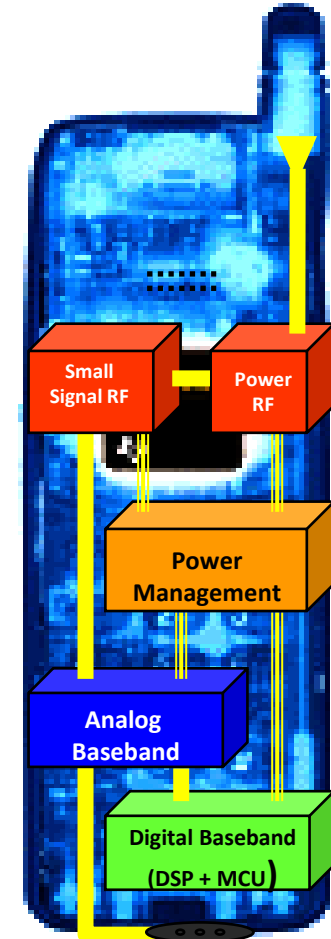 Small
Signal RF
Power
RF
Power
Management
Analog
Baseband
Digital Baseband
(DSP + MCU)